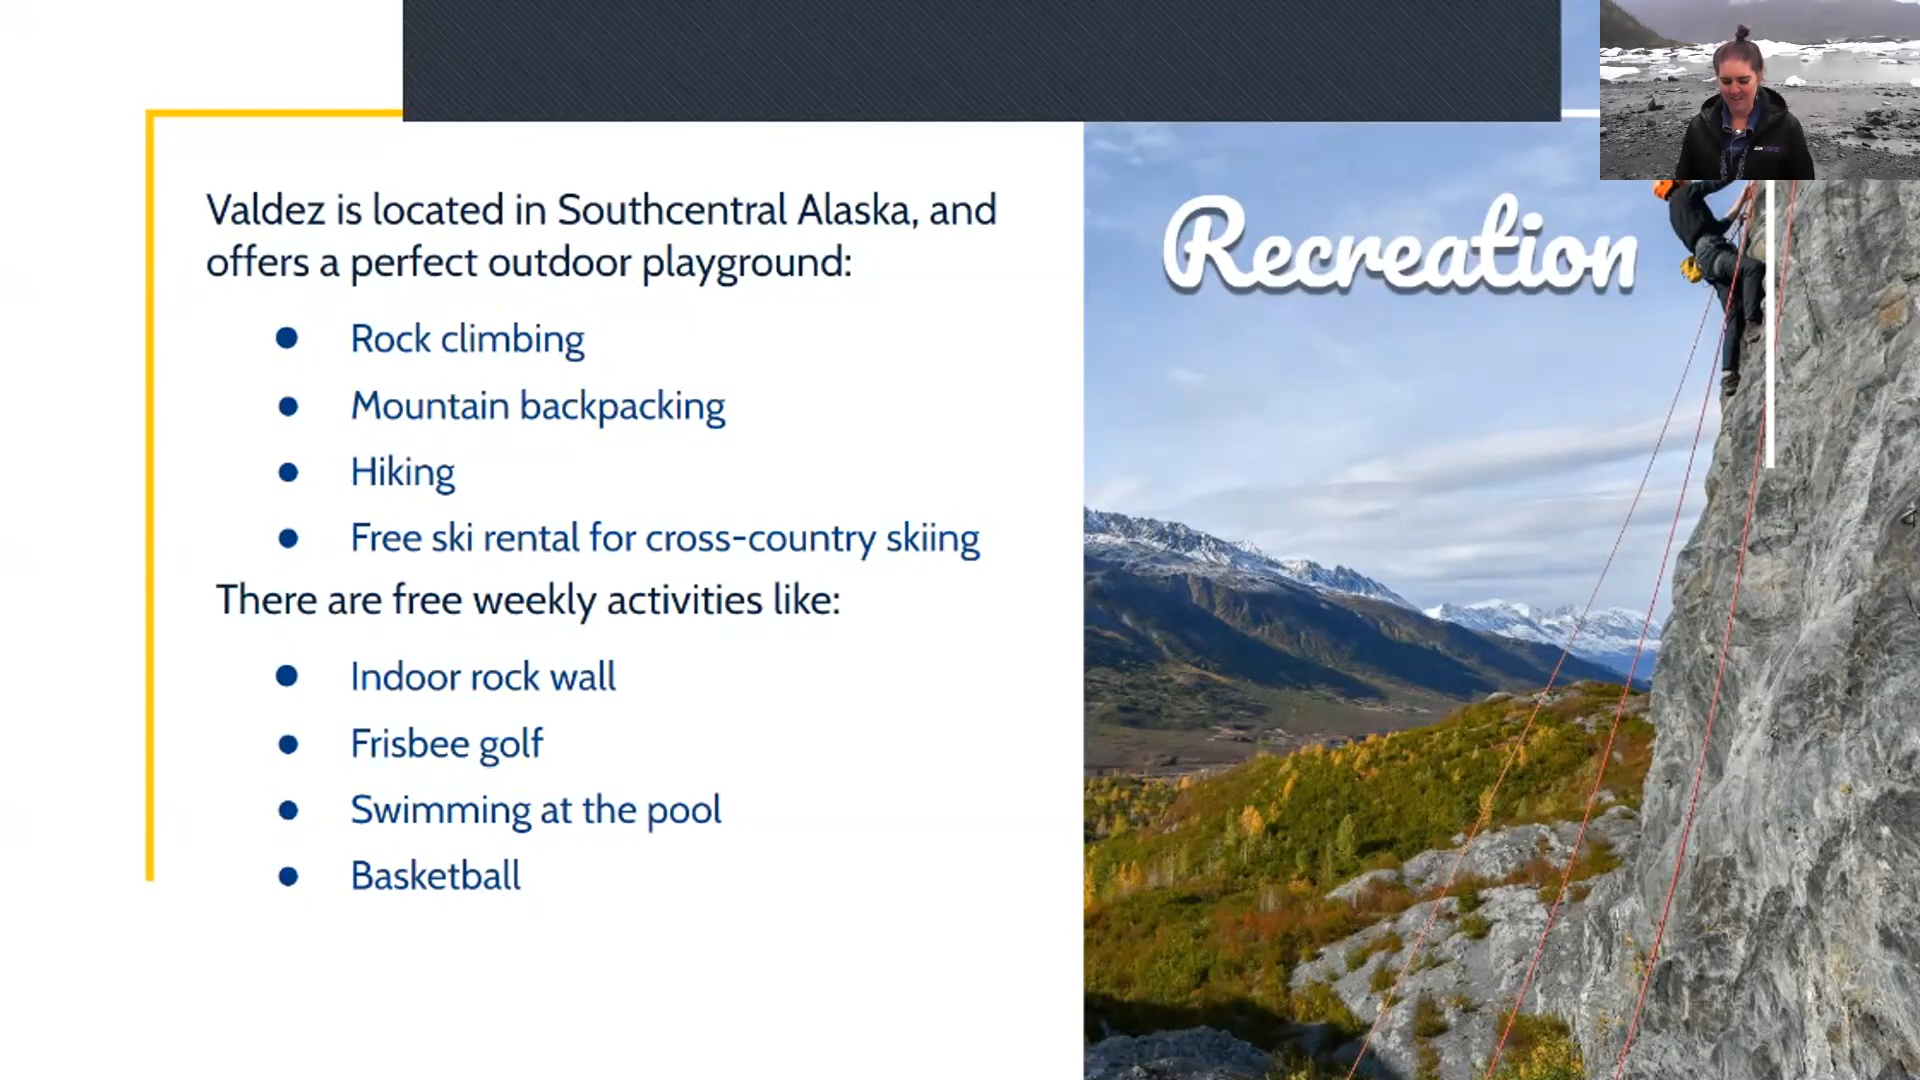 Valdez is located in Southcentral Alaska, and
offers a perfect outdoor playground:
● Rock climbing
● Mountain backpacking
● Hiking
● Free ski rental for cross-country skiing
There are free weekly activities like:
● Indoor rock wall
● Frisbee golf
● Swimming at the pool
● Basketball
Recreation